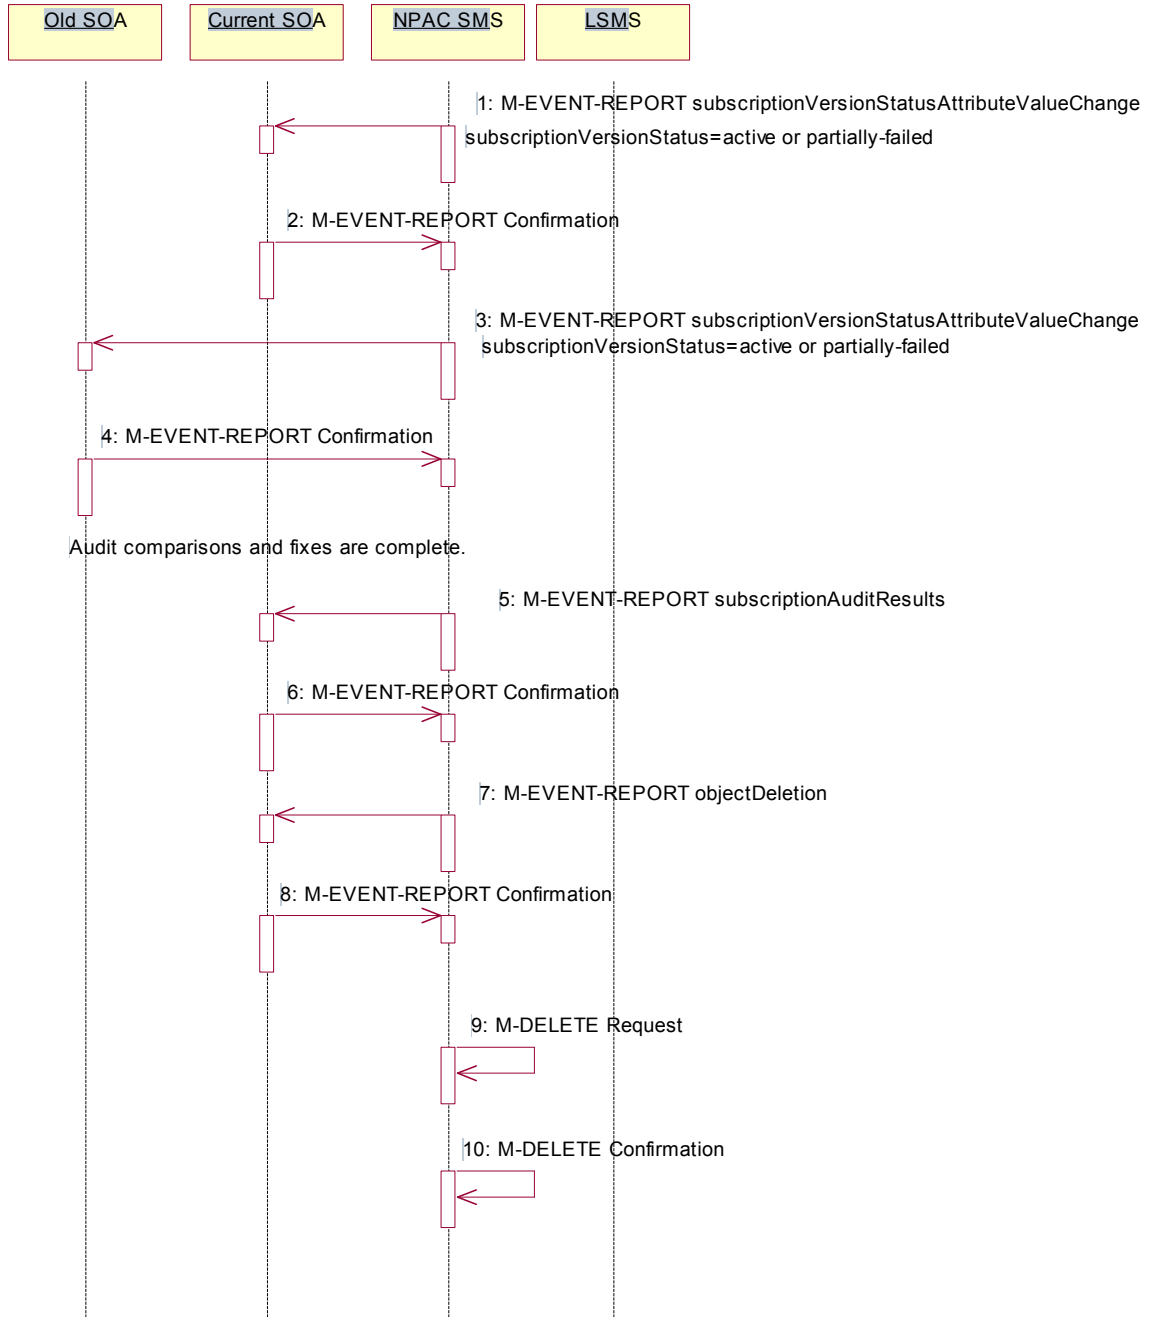 Old SOA
Current SOA
NPAC SMS
LSMS
1: M-EVENT-REPORT subscriptionVersionStatusAttributeValueChange
subscriptionVersionStatus=active or partially-failed
2: M-EVENT-REPORT Confirmation
3: M-EVENT-REPORT subscriptionVersionStatusAttributeValueChange
subscriptionVersionStatus=active or partially-failed
4: M-EVENT-REPORT Confirmation
Audit comparisons and fixes are complete.
5: M-EVENT-REPORT subscriptionAuditResults
6: M-EVENT-REPORT Confirmation
7: M-EVENT-REPORT objectDeletion
8: M-EVENT-REPORT Confirmation
9: M-DELETE Request
10: M-DELETE Confirmation